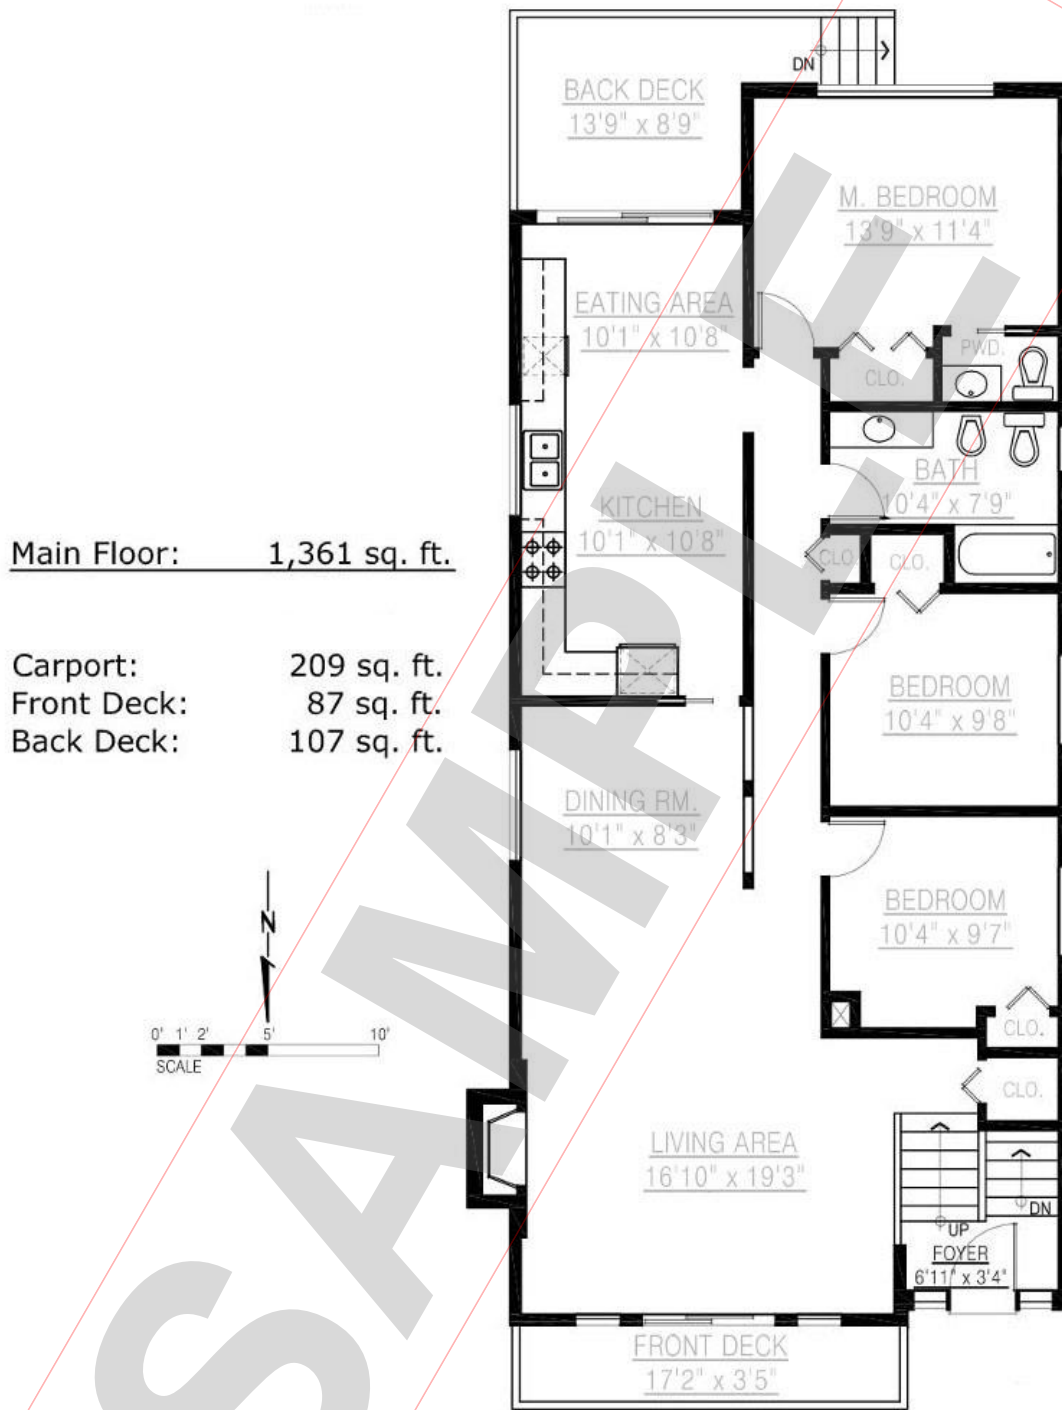 DN
BACK DECK
13'9" x 8'9"
M. BEDROOM
13'9" x 11'4"
EATING AREA
10'1" x 10'8"
PWD.
CLO.
BATH
10'4" x 7'9"
KITCHEN
10'1" x 10'8"
CLO.
CLO.
Main Floor: 1,361 sq. ft.
Carport: 209 sq. ft.
Front Deck: 87 sq. ft.
Back Deck: 107 sq. ft.
BEDROOM
10'4" x 9'8"
DINING RM.
10'1" x 8'3"
BEDROOM
10'4" x 9'7"
N
0' 1' 2' 5' 10'
SCALE
CLO.
CLO.
LIVING AREA
16'10" x 19'3"
DN
UP
FOYER
6'11" x 3'4"
FRONT DECK
17'2" x 3'5"
SAMPLE